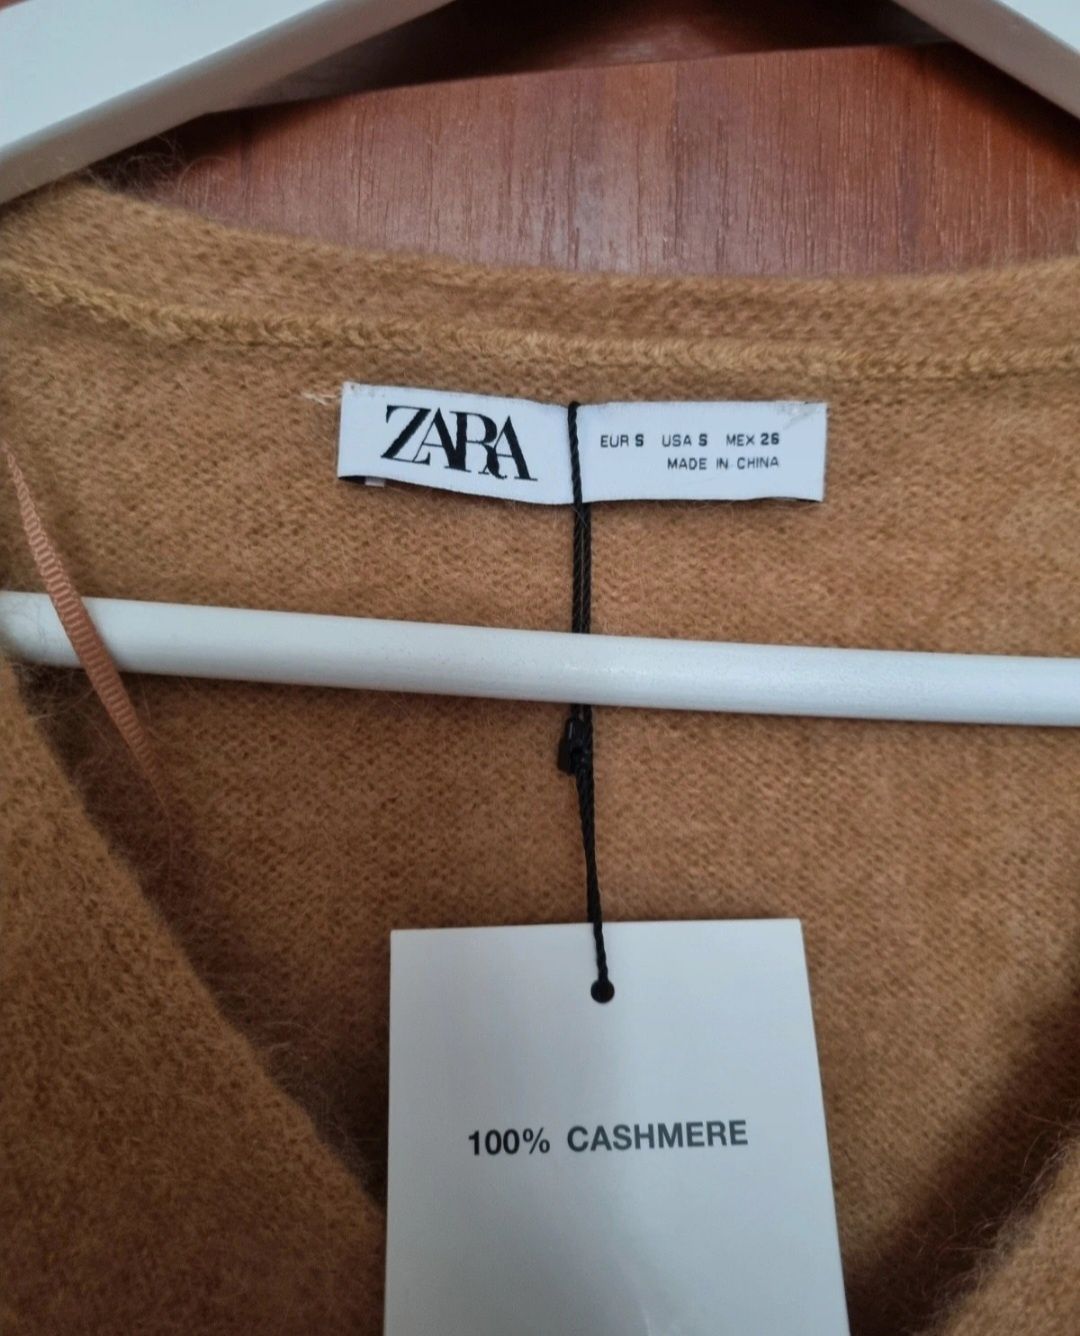 ZARA
EUR S USA S MEX 26
MADE IN CHINA
100% CASHMERE